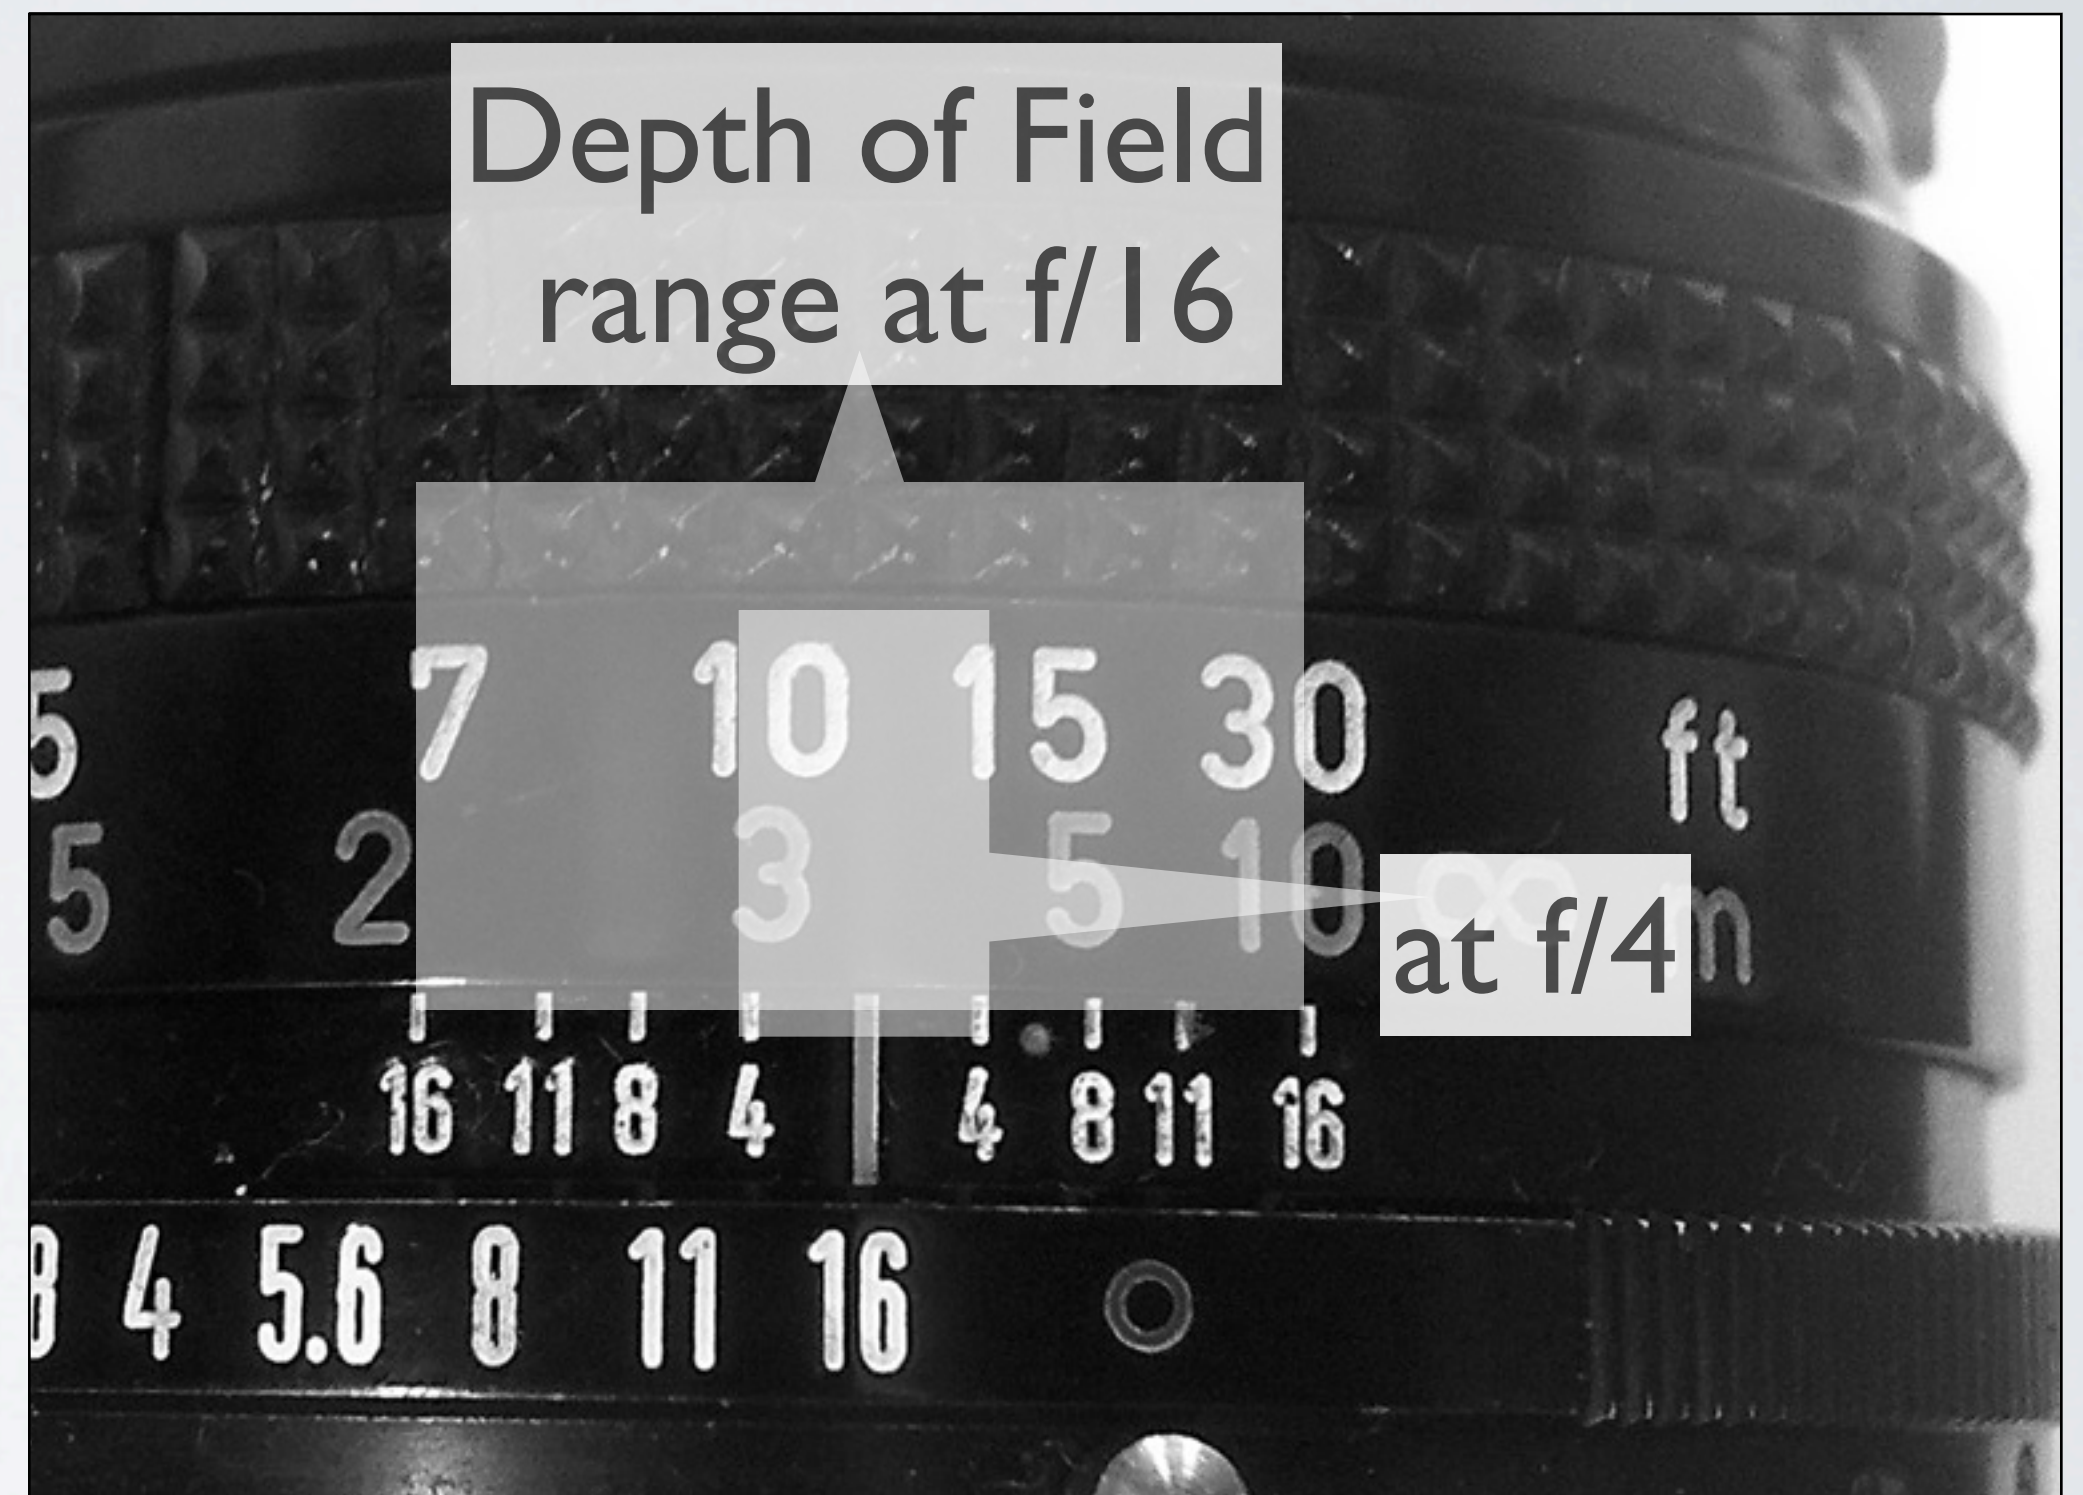 Depth of Field
range at f/16
5 7 10 15 30 ft
5 2 3 5 10 ∞ m
at f/4
16 11 8 4 4 8 11 16
8 4 5.6 8 11 16